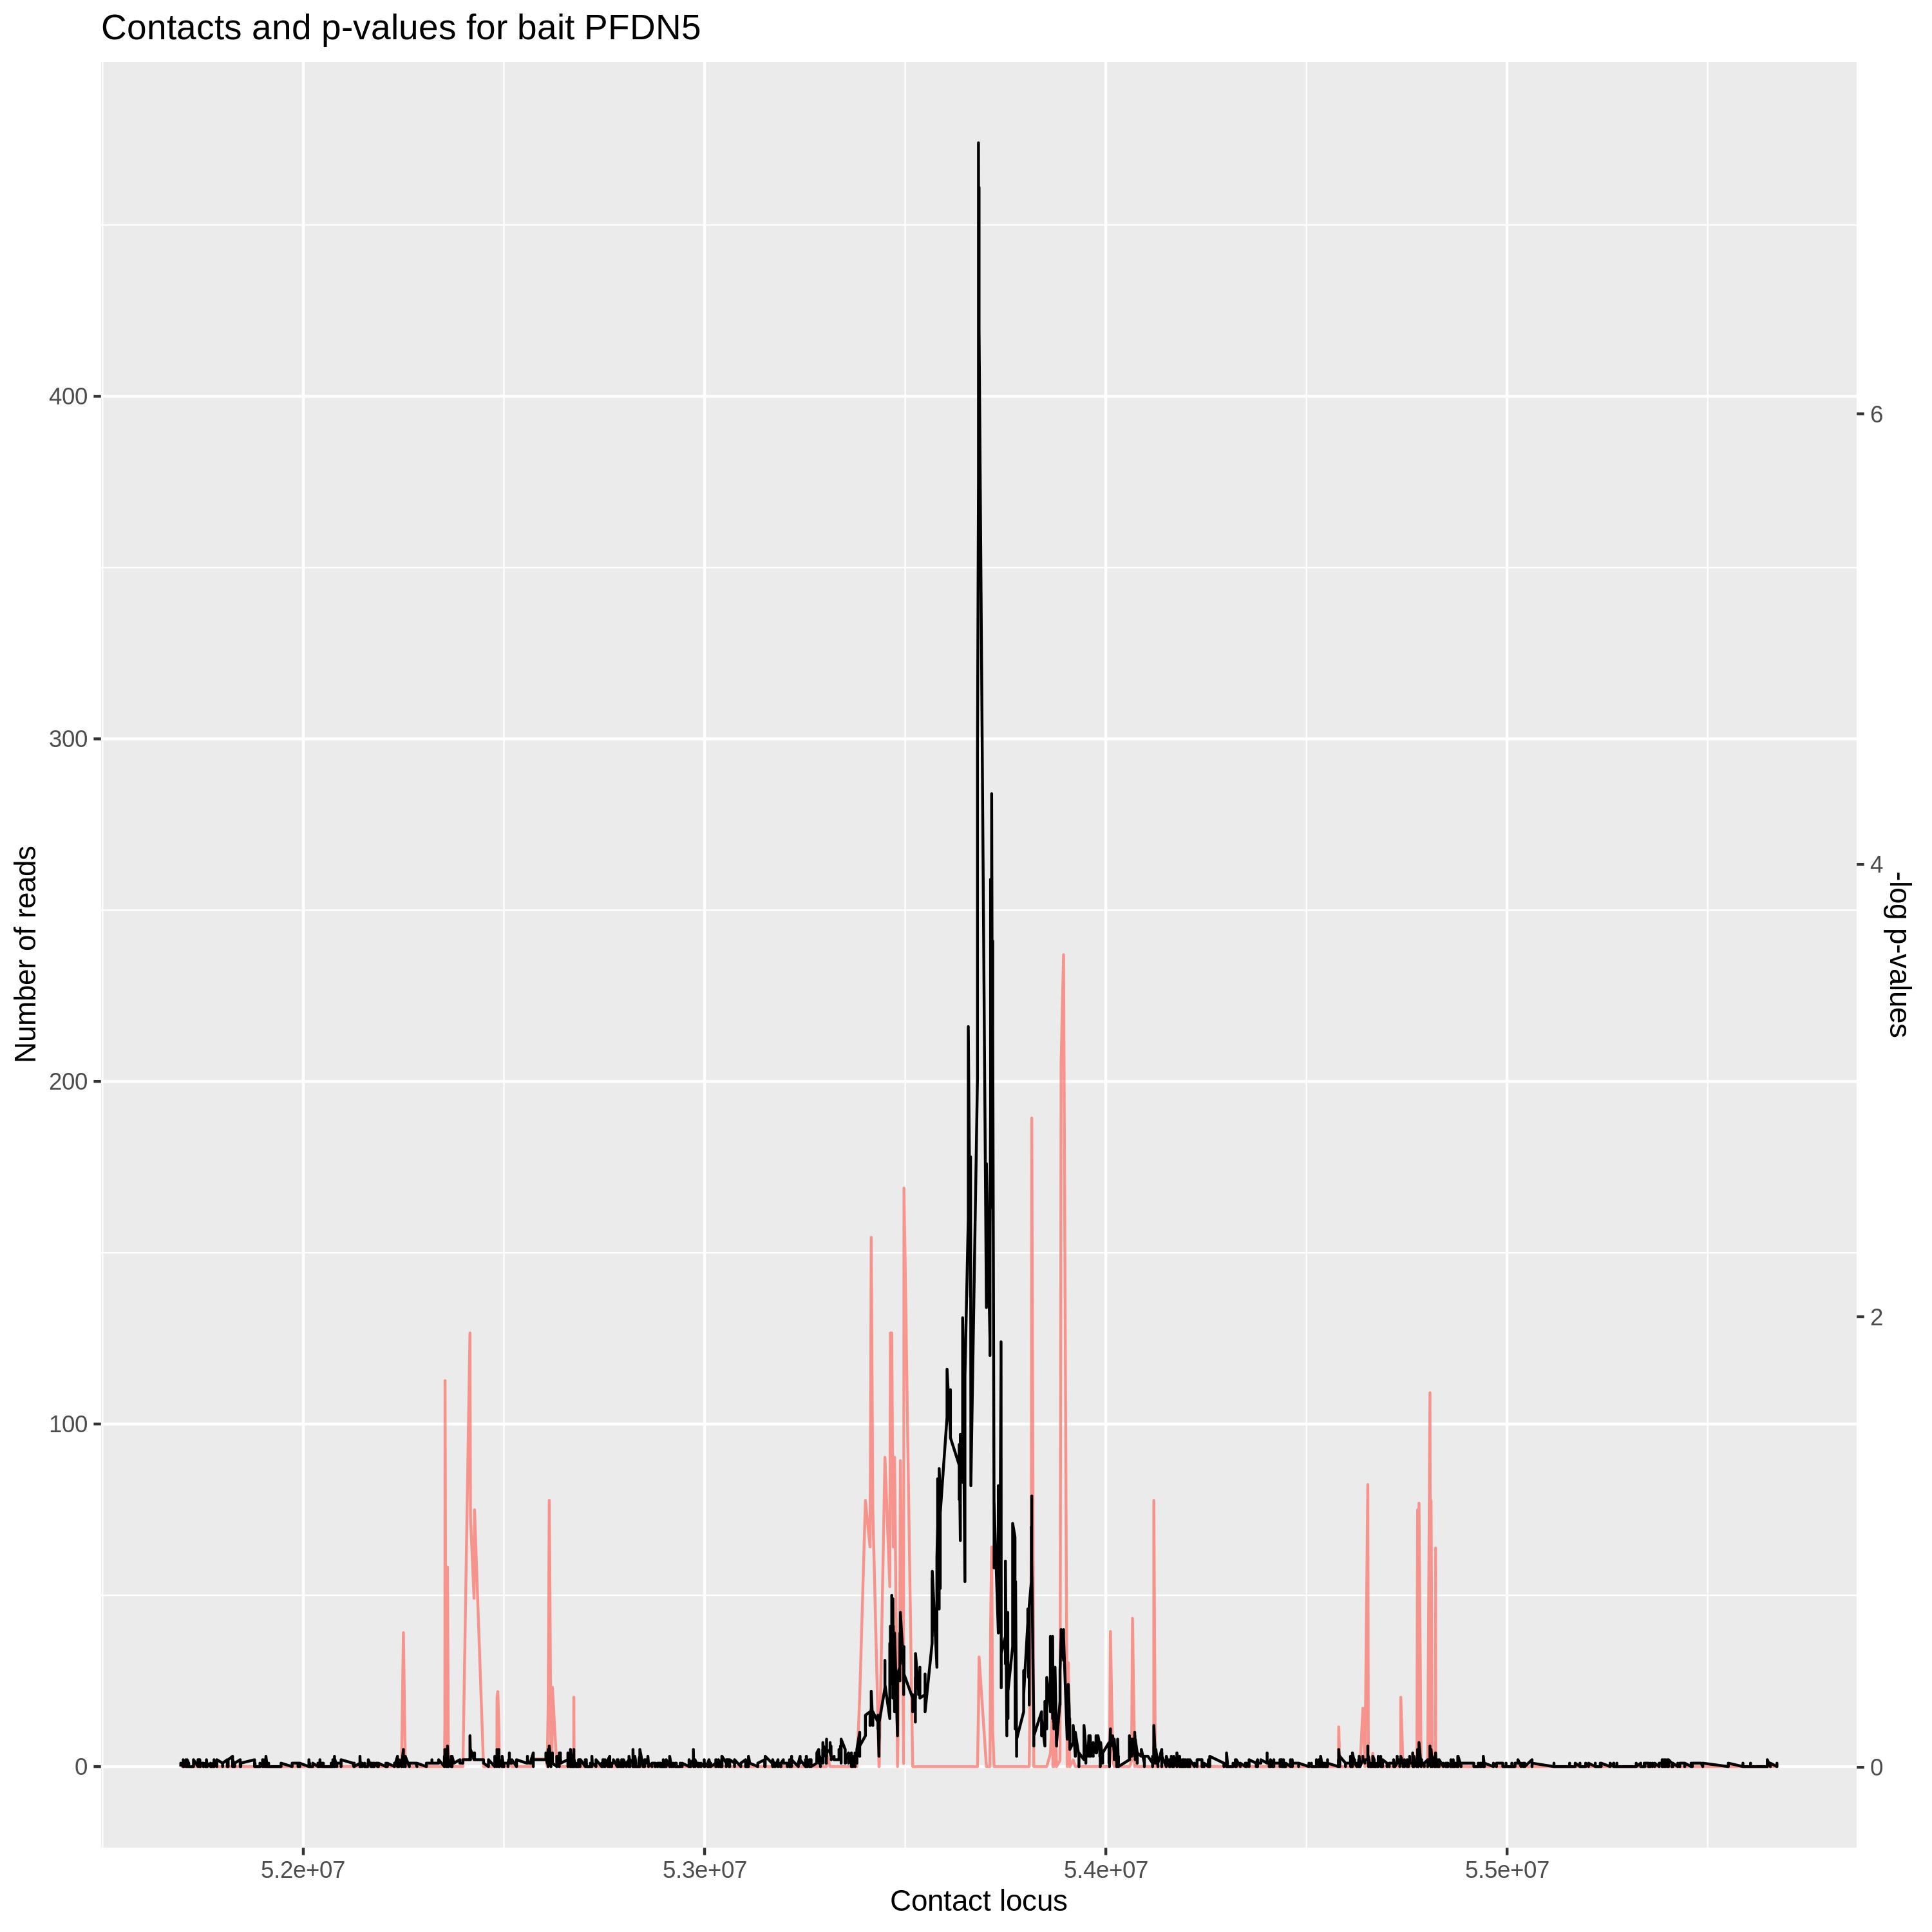 Contacts and p-values for bait PFDN5
400
300
200
100
0
6
4
2
0
Number of reads
-log p-values
5.2e+07 5.3e+07 5.4e+07 5.5e+07
Contact locus